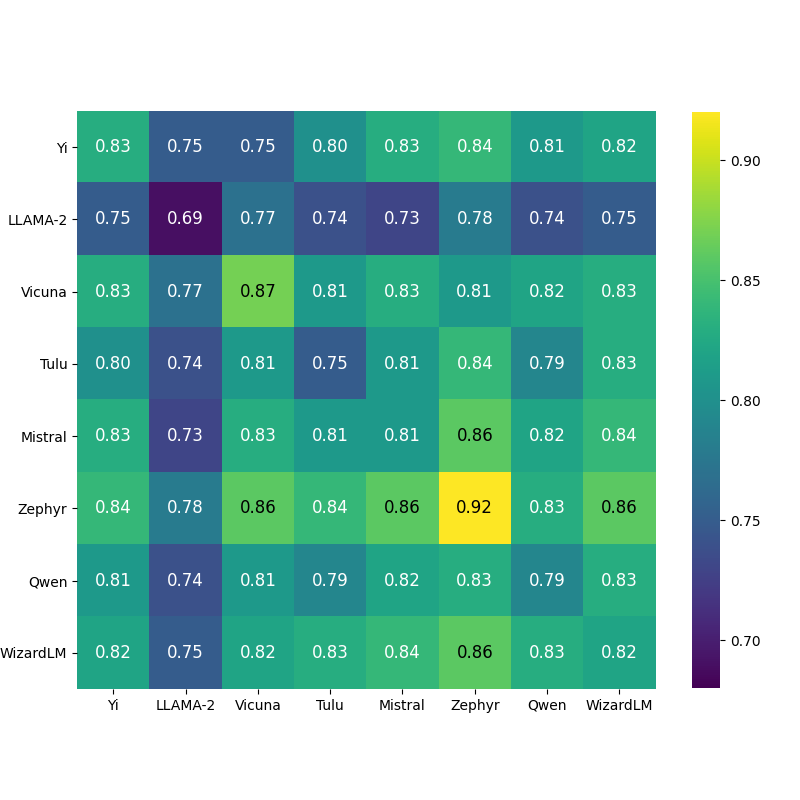 Yi 0.83 0.75 0.75 0.80 0.83 0.84 0.81 0.82
LLAMA-2 0.75 0.69 0.77 0.74 0.73 0.78 0.74 0.75
Vicuna 0.83 0.77 0.87 0.81 0.83 0.81 0.82 0.83
Tulu 0.80 0.74 0.81 0.75 0.81 0.84 0.79 0.83
Mistral 0.83 0.73 0.83 0.81 0.81 0.86 0.82 0.84
Zephyr 0.84 0.78 0.86 0.84 0.86 0.92 0.83 0.86
Qwen 0.81 0.74 0.81 0.79 0.82 0.83 0.79 0.83
WizardLM 0.82 0.75 0.82 0.83 0.84 0.86 0.83 0.82
Yi LLAMA-2 Vicuna Tulu Mistral Zephyr Qwen WizardLM
0.90
0.85
0.80
0.75
0.70